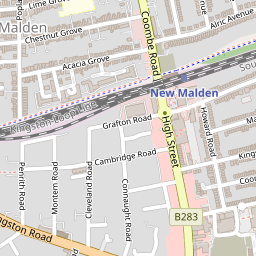 Lime Grove
Malden
Chestnut Grove
Acacia Grove
Coombe Road
Alric Avenue
Kingston Loop Line
New Malden
Grafton Road
High Street
Howard Road
Cambridge Road
Penrith Road
Montem Road
Cleveland Road
Connaught Road
B283
ngston Road